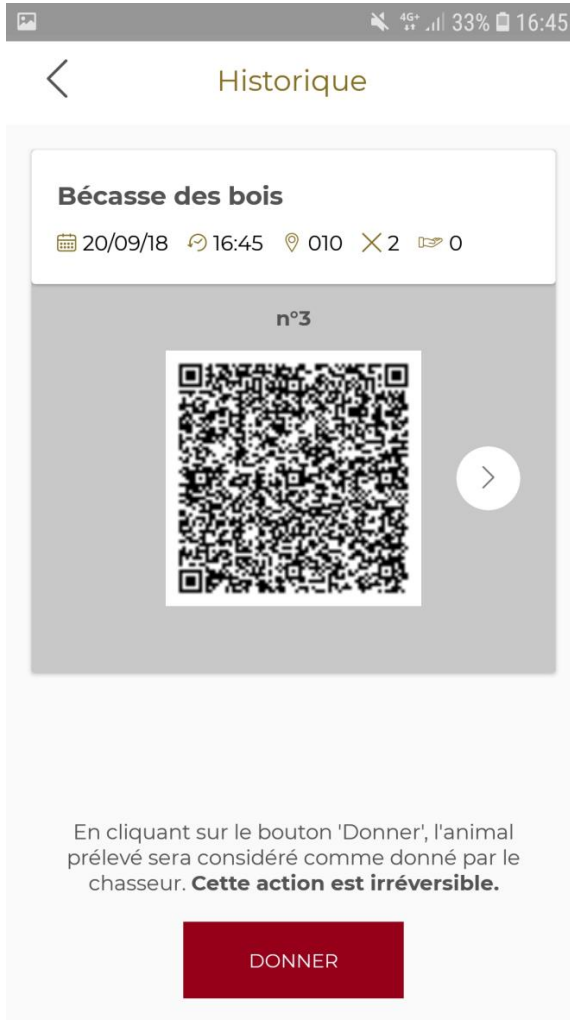 4G+ 33% 16:45
Historique
Bécasse des bois
20/09/18 16:45 010 2 0
n°3
En cliquant sur le bouton 'Donner', l'animal
prélevé sera considéré comme donné par le
chasseur. Cette action est irréversible.
DONNER